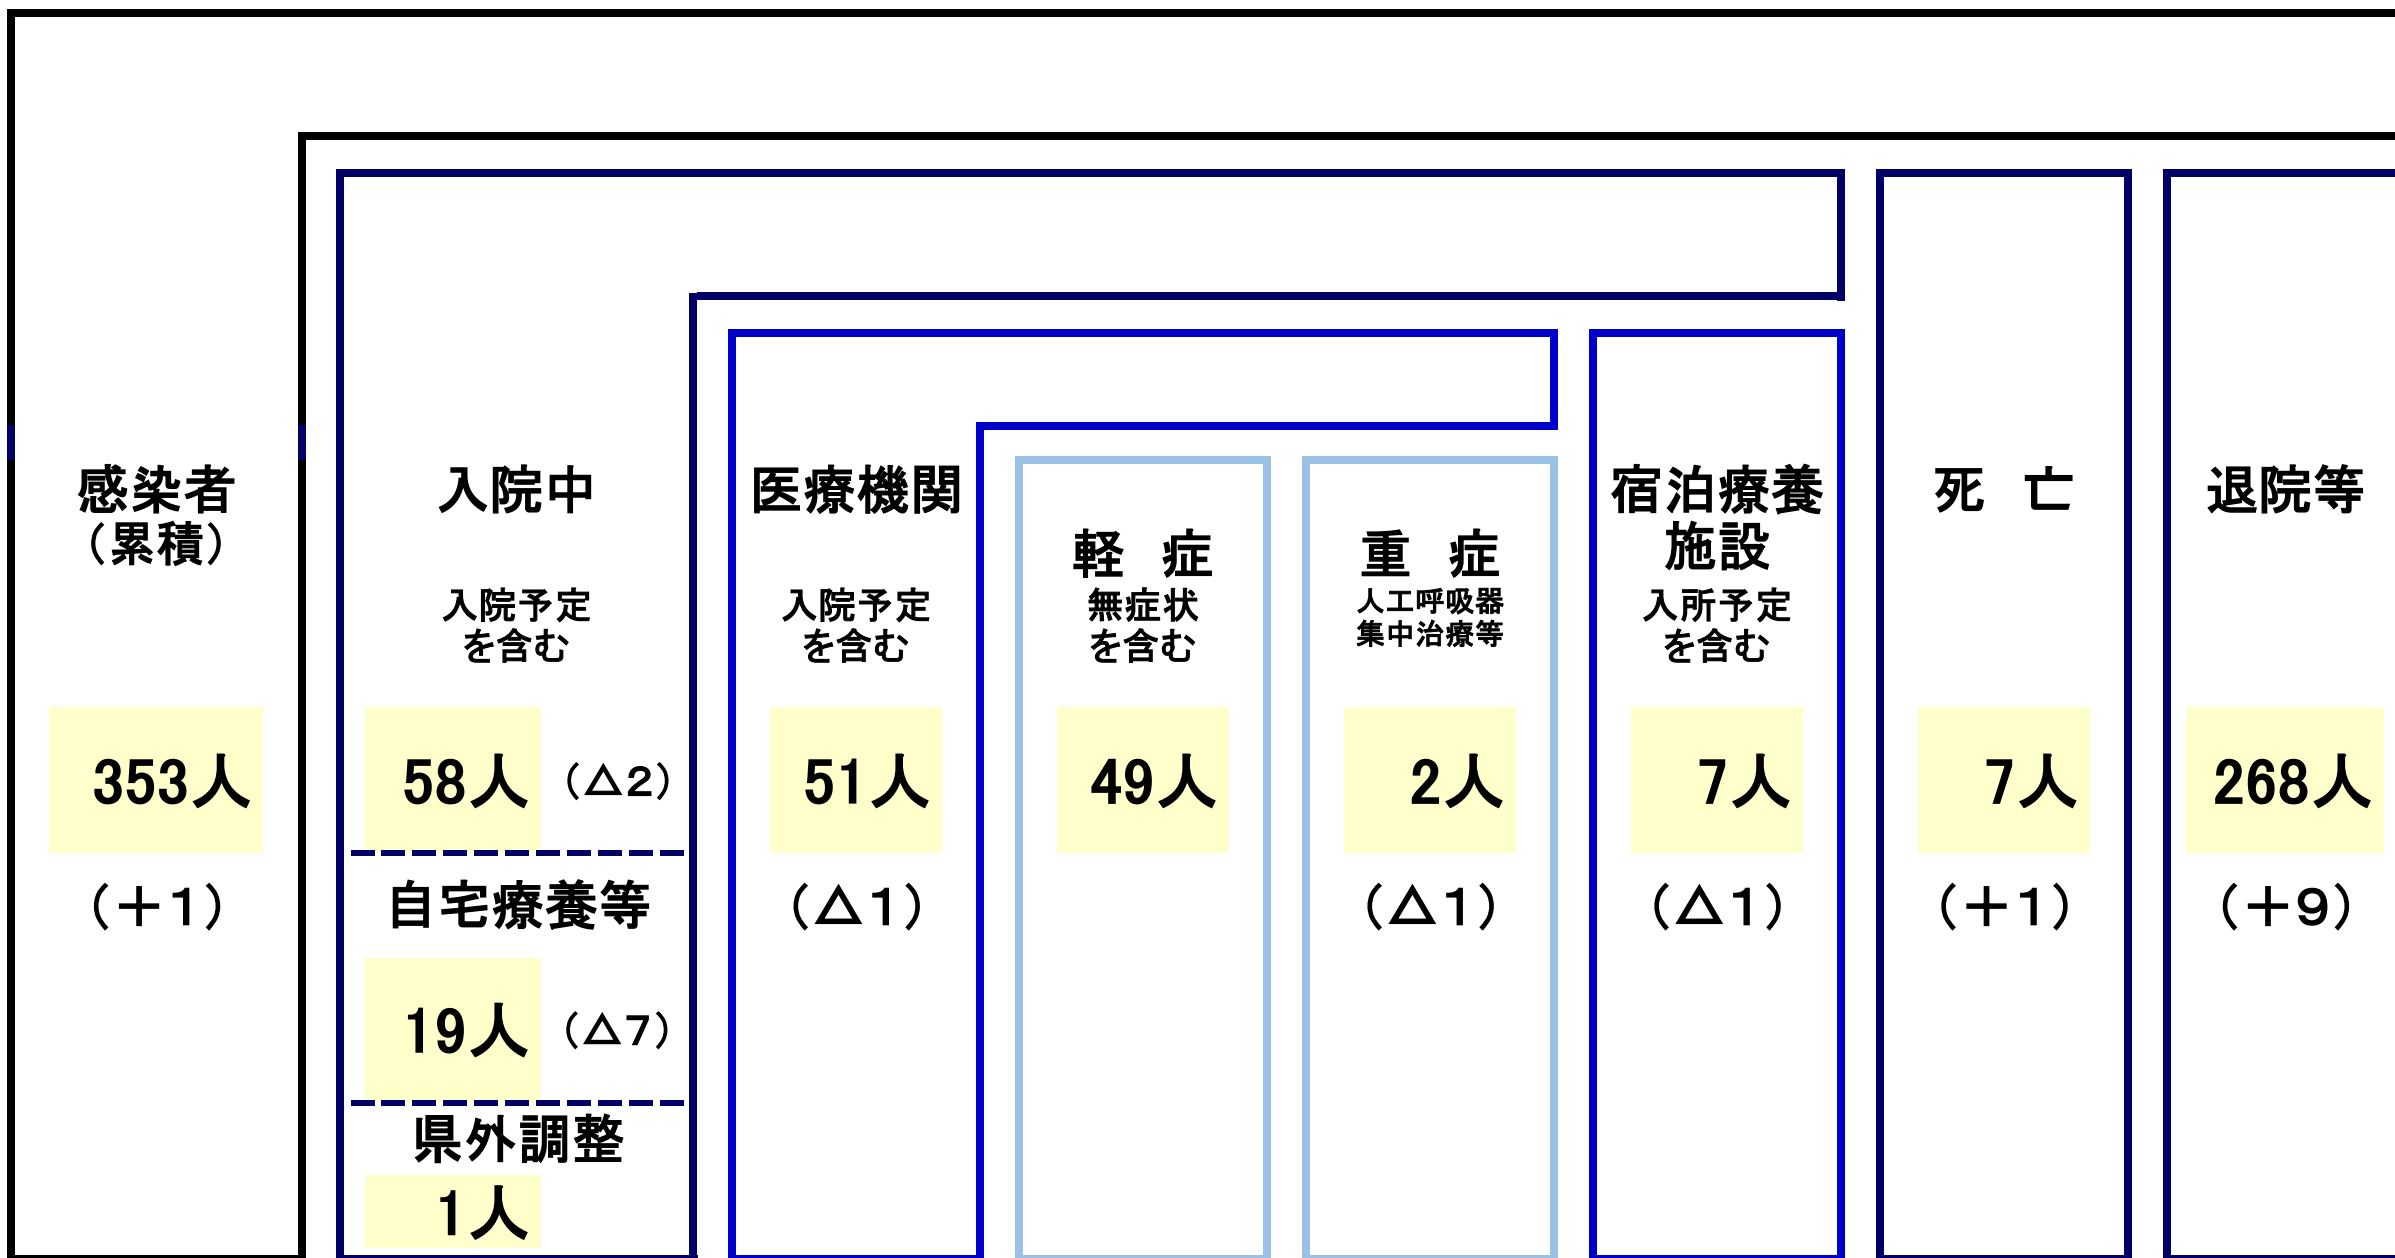 感染者
（累積）
353人
（＋1）
入院中
入院予定
を含む
58人 （△2）
自宅療養等
19人 （△7）
県外調整
1人
医療機関
入院予定
を含む
51人
（△1）
軽　症
無症状
を含む
49人
重　症
人工呼吸器
集中治療等
2人
（△1）
宿泊療養
施設
入所予定
を含む
7人
（△1）
死　亡
7人
（＋1）
退院等
268人
（＋9）